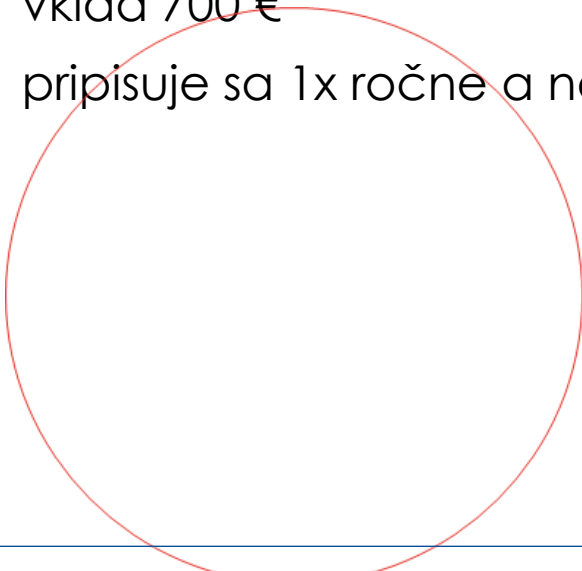 vklad 700 €
pripisuje sa 1x ročne a